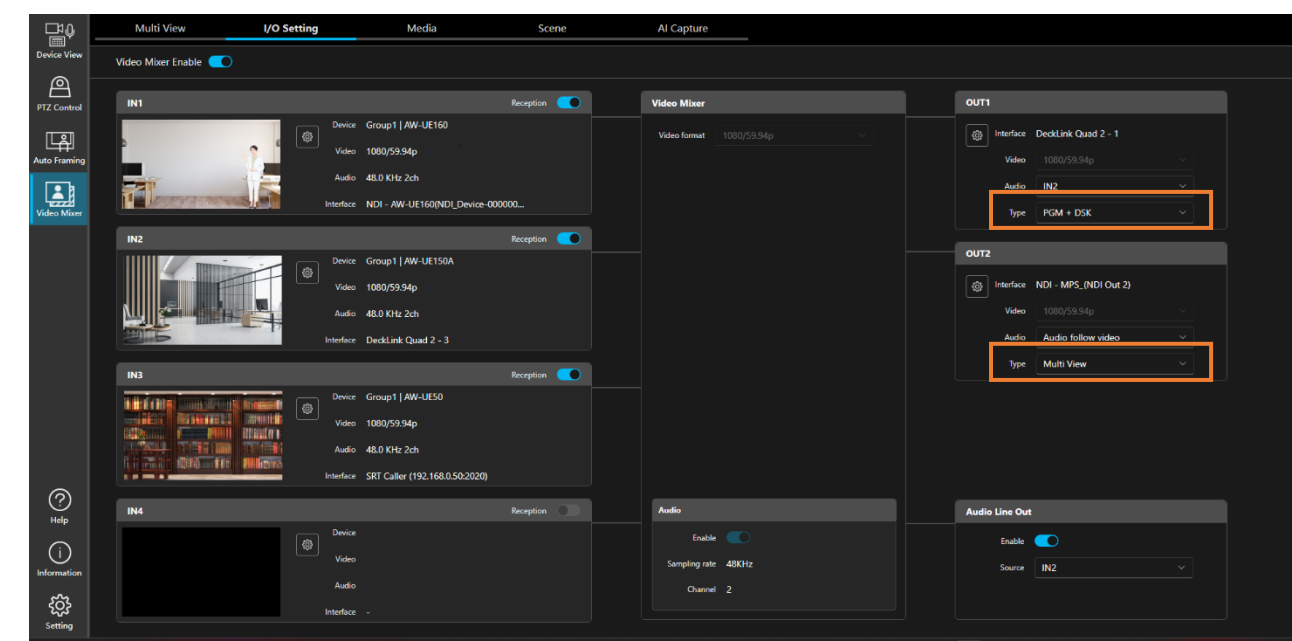 Device View
PTZ Control
Auto Framing
Video Mixer
Help
Information
Setting
Multi View
I/O Setting
Media
Scene
AI Capture
Video Mixer Enable
IN1
Reception
Device Group1 | AW-UE160
Video 1080/59.94p
Audio 48.0 KHz 2ch
Interface NDI - AW-UE160(NDI_Device-000000...
IN2
Reception
Device Group1 | AW-UE150A
Video 1080/59.94p
Audio 48.0 KHz 2ch
Interface DeckLink Quad 2 - 3
IN3
Reception
Device Group1 | AW-UE50
Video 1080/59.94p
Audio 48.0 KHz 2ch
Interface SRT Caller (192.168.0.50:2020)
IN4
Reception
Device
Video
Audio
Interface -
Video Mixer
Video format 1080/59.94p
Audio
Enable
Sampling rate 48KHz
Channel 2
OUT1
Interface DeckLink Quad 2 - 1
Video 1080/59.94p
Audio IN2
Type PGM + DSK
OUT2
Interface NDI - MPS_(NDI Out 2)
Video 1080/59.94p
Audio Audio follow video
Type Multi View
Audio Line Out
Enable
Source IN2